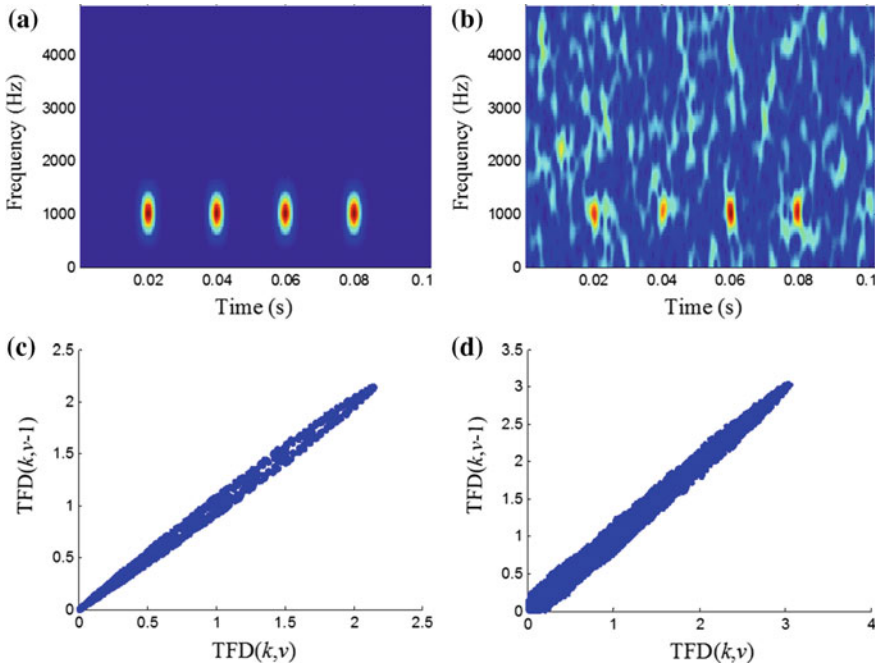 (a)
Frequency (Hz)
4000
3000
2000
1000
0
0.02 0.04 0.06 0.08 0.1
Time (s)
(b)
Frequency (Hz)
4000
3000
2000
1000
0
0.02 0.04 0.06 0.08 0.1
Time (s)
(c)
TFD(k,v-1)
2.5
2
1.5
1
0.5
0
0 0.5 1 1.5 2 2.5
TFD(k,v)
(d)
TFD(k,v-1)
3.5
3
2.5
2
1.5
1
0.5
0
0 1 2 3 4
TFD(k,v)